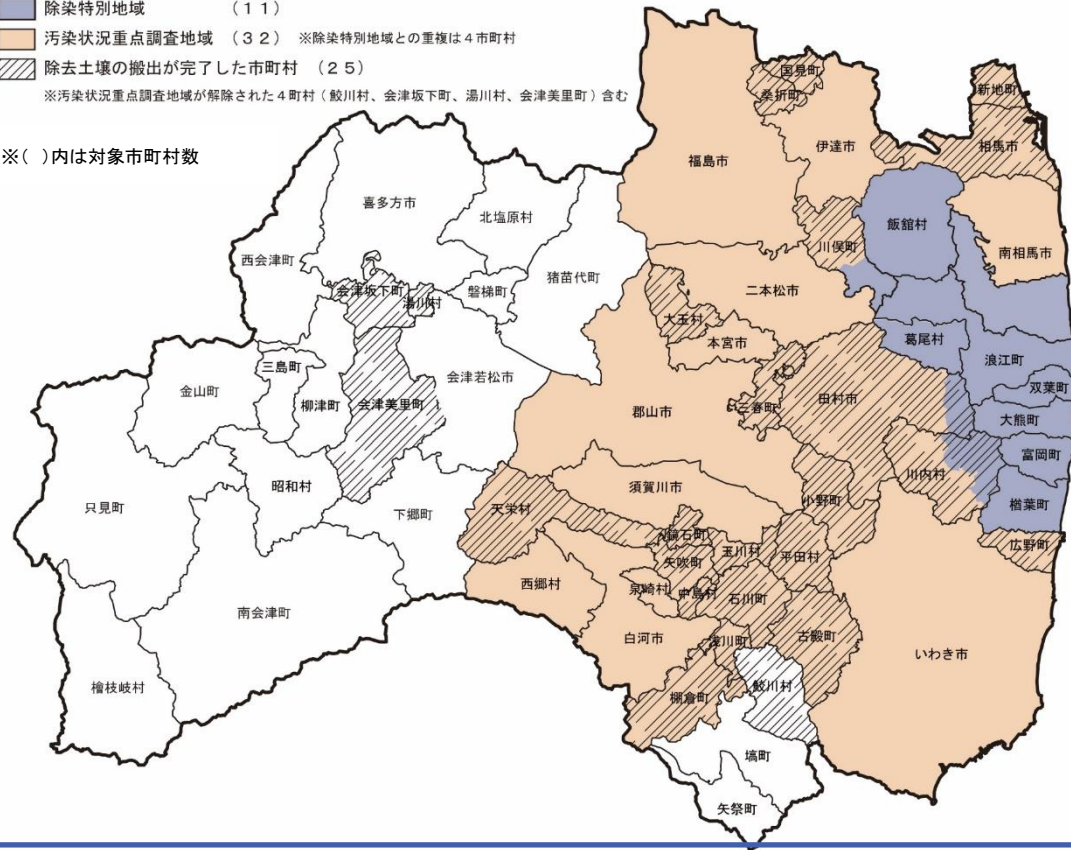 除染特別地域 （11）
汚染状況重点調査地域 （32） ※除染特別地域との重複は４市町村
除去土壌の搬出が完了した市町村 （25）
※汚染状況重点調査地域が解除された４町村（鮫川村、会津坂下町、湯川村、会津美里町）含む
※( )内は対象市町村数
国見町
桑折町
新地町
相馬市
伊達市
福島市
喜多方市
北塩原村
飯舘村
川俣町
南相馬市
西会津町
猪苗代町
会津坂下町
湯川村
磐梯町
二本松市
大玉村
本宮市
葛尾村
浪江町
三島町
会津若松市
双葉町
金山町
柳津町
会津美里町
郡山市
三春町
田村市
大熊町
富岡町
川内村
昭和村
須賀川市
小野町
楢葉町
只見町
下郷町
天栄村
鏡石町
玉川村
平田村
広野町
矢吹町
西郷村
泉崎村
中島村
石川町
南会津町
白河市
浅川町
古殿町
いわき市
檜枝岐村
棚倉町
鮫川村
塙町
矢祭町